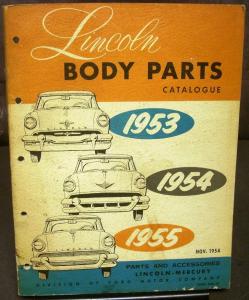 Lincoln
BODY PARTS
CATALOGUE
1953
1954
1955
NOV. 1954
PARTS AND ACCESSORIES
LINCOLN-MERCURY
DIVISION OF FORD MOTOR COMPANY